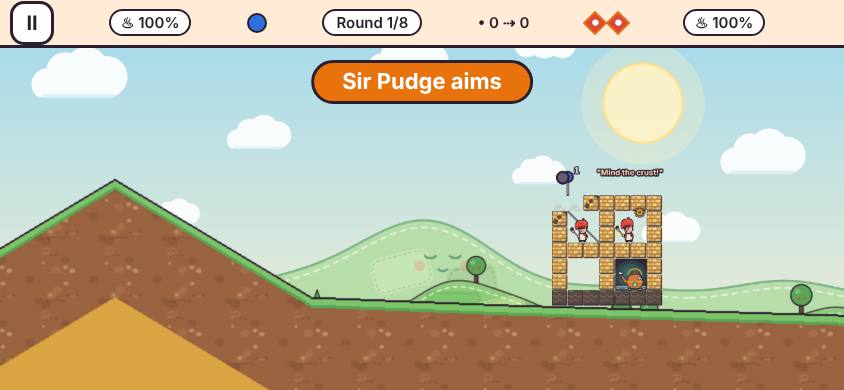 100%
Round 1/8
• 0 ⇢ 0
100%
Sir Pudge aims
1
"Mind the crust!"